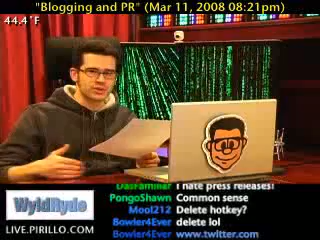 "Blogging and PR" (Mar 11, 2008 08:21pm)
44.4°F
DasFamiliar I hate press releases!
PongoShawn Common sense
Mool212 Delete hotkey?
Bowler4Ever delete lol
Bowler4Ever www.twitter.com
WyldRyde
LIVE.PIRILLO.COM